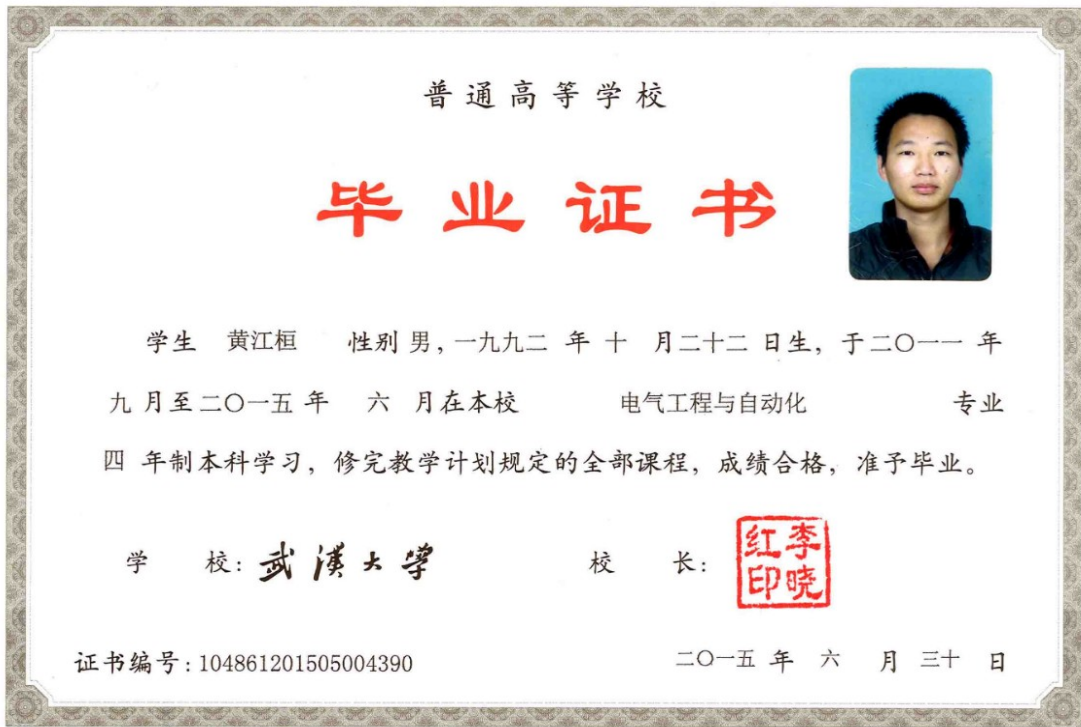 普通高等学校
毕业证书
学生 黄江桓 性别 男，一九九二 年 十 月二十二 日生，于二〇一一 年
九 月至二〇一五 年 六 月在本校 电气工程与自动化 专业
四 年制本科学习，修完教学计划规定的全部课程，成绩合格，准予毕业。
学 校：武漢大学 校 长：李晓红印
证书编号：104861201505004390 二〇一五 年 六 月 三十 日